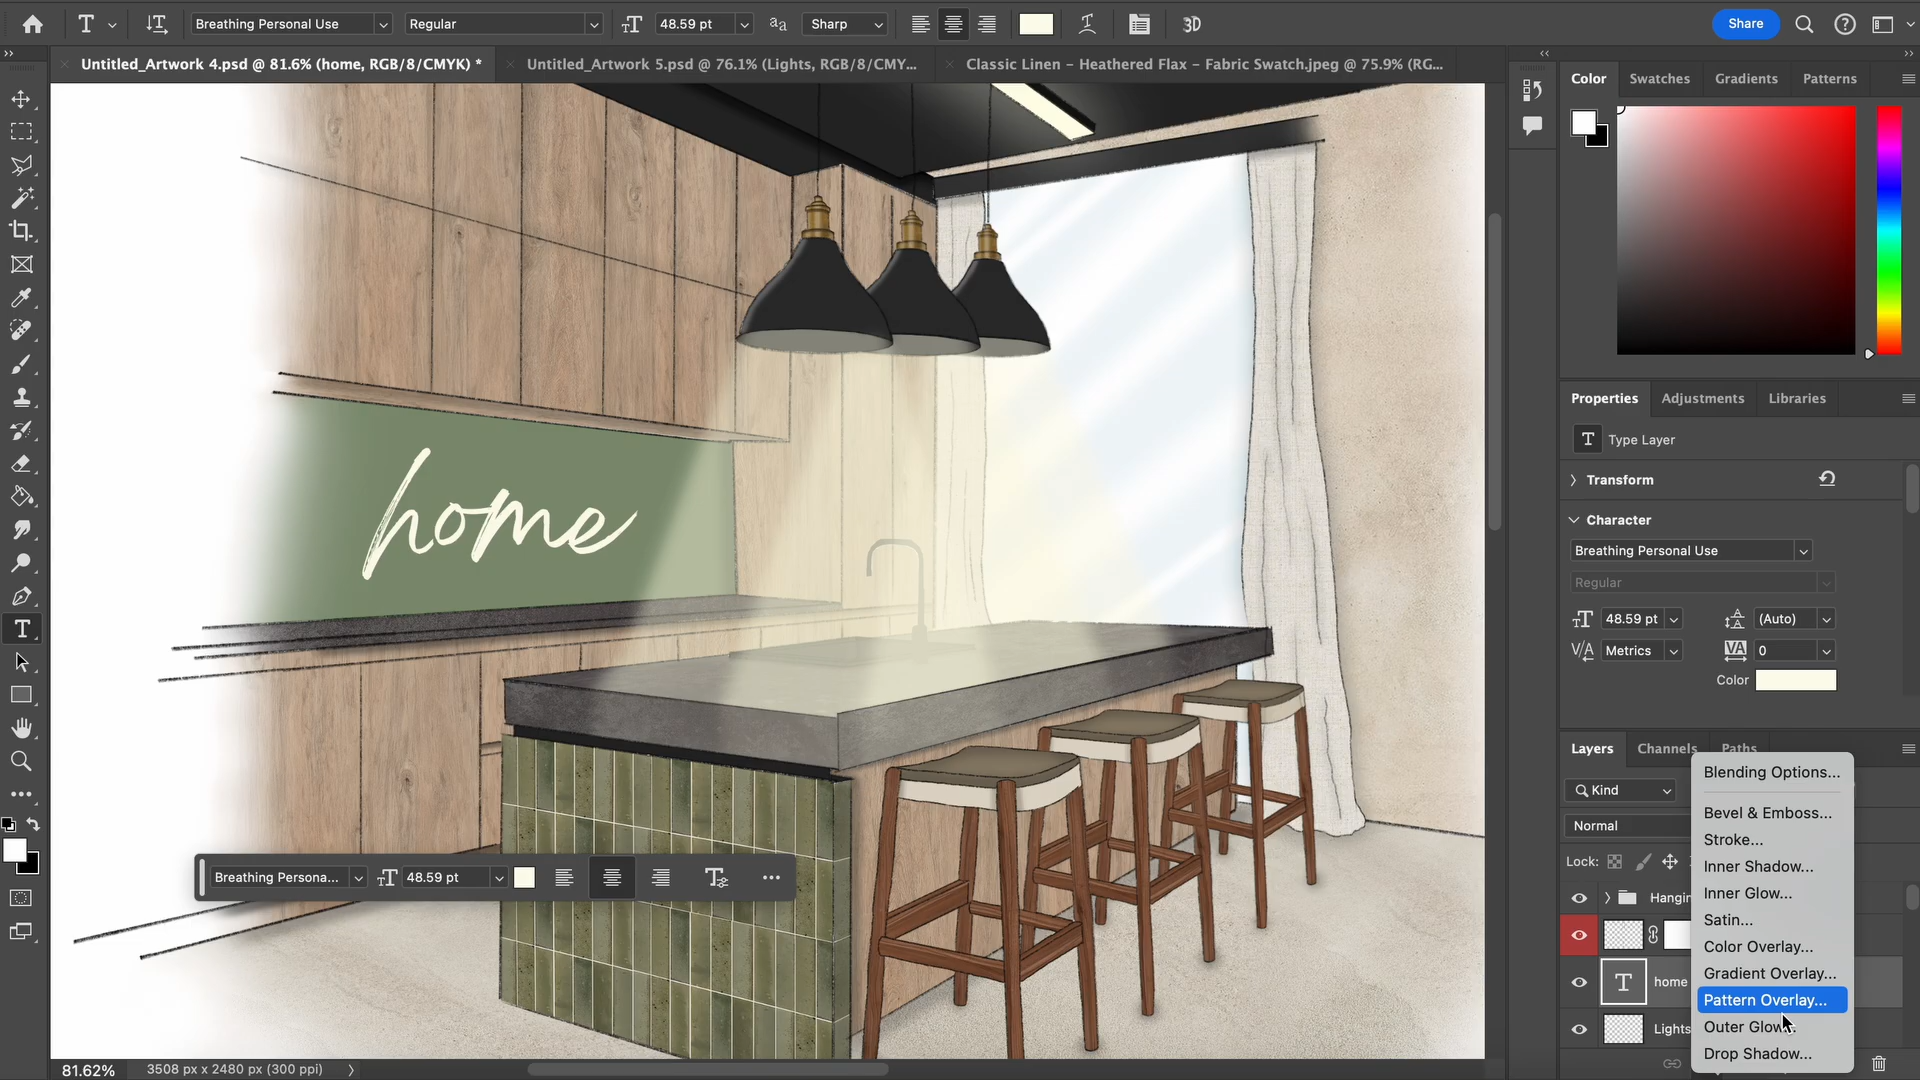 Breathing Personal Use
Regular
48.59 pt
aa
Sharp
3D
Share
Untitled_Artwork 4.psd @ 81.6% (home, RGB/8/CMYK) *
Untitled_Artwork 5.psd @ 76.1% (Lights, RGB/8/CMY...
Classic Linen – Heathered Flax – Fabric Swatch.jpeg @ 75.9% (RG...
Color
Swatches
Gradients
Patterns
home
Properties
Adjustments
Libraries
Type Layer
Transform
Character
Breathing Personal Use
Regular
48.59 pt
(Auto)
Metrics
0
Color
Layers
Channels
Paths
Kind
Normal
Lock:
Hangin
home
Lights
Blending Options...
Bevel & Emboss...
Stroke...
Inner Shadow...
Inner Glow...
Satin...
Color Overlay...
Gradient Overlay...
Pattern Overlay...
Outer Glow...
Drop Shadow...
Breathing Persona...
48.59 pt
81.62%
3508 px x 2480 px (300 ppi)